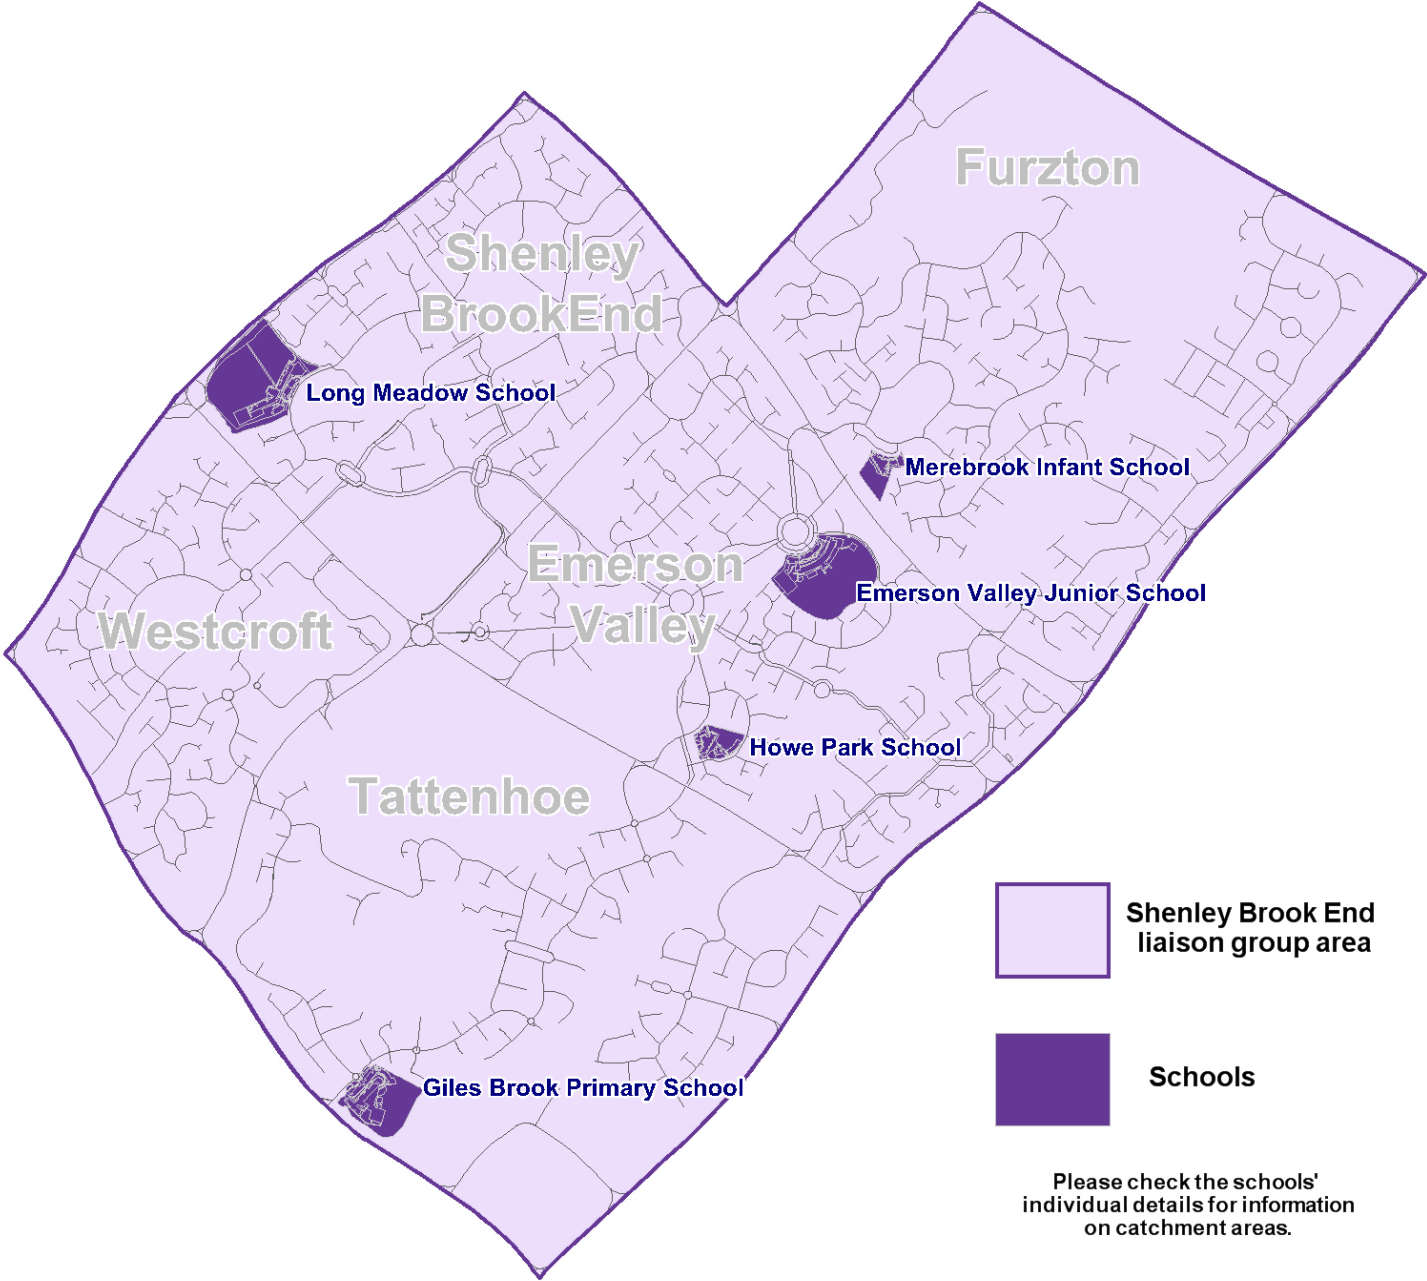 Furzton
Shenley
BrookEnd
Long Meadow School
Merebrook Infant School
Emerson
Valley
Emerson Valley Junior School
Westcroft
Howe Park School
Tattenhoe
Shenley Brook End
liaison group area
Schools
Giles Brook Primary School
Please check the schools'
individual details for information
on catchment areas.